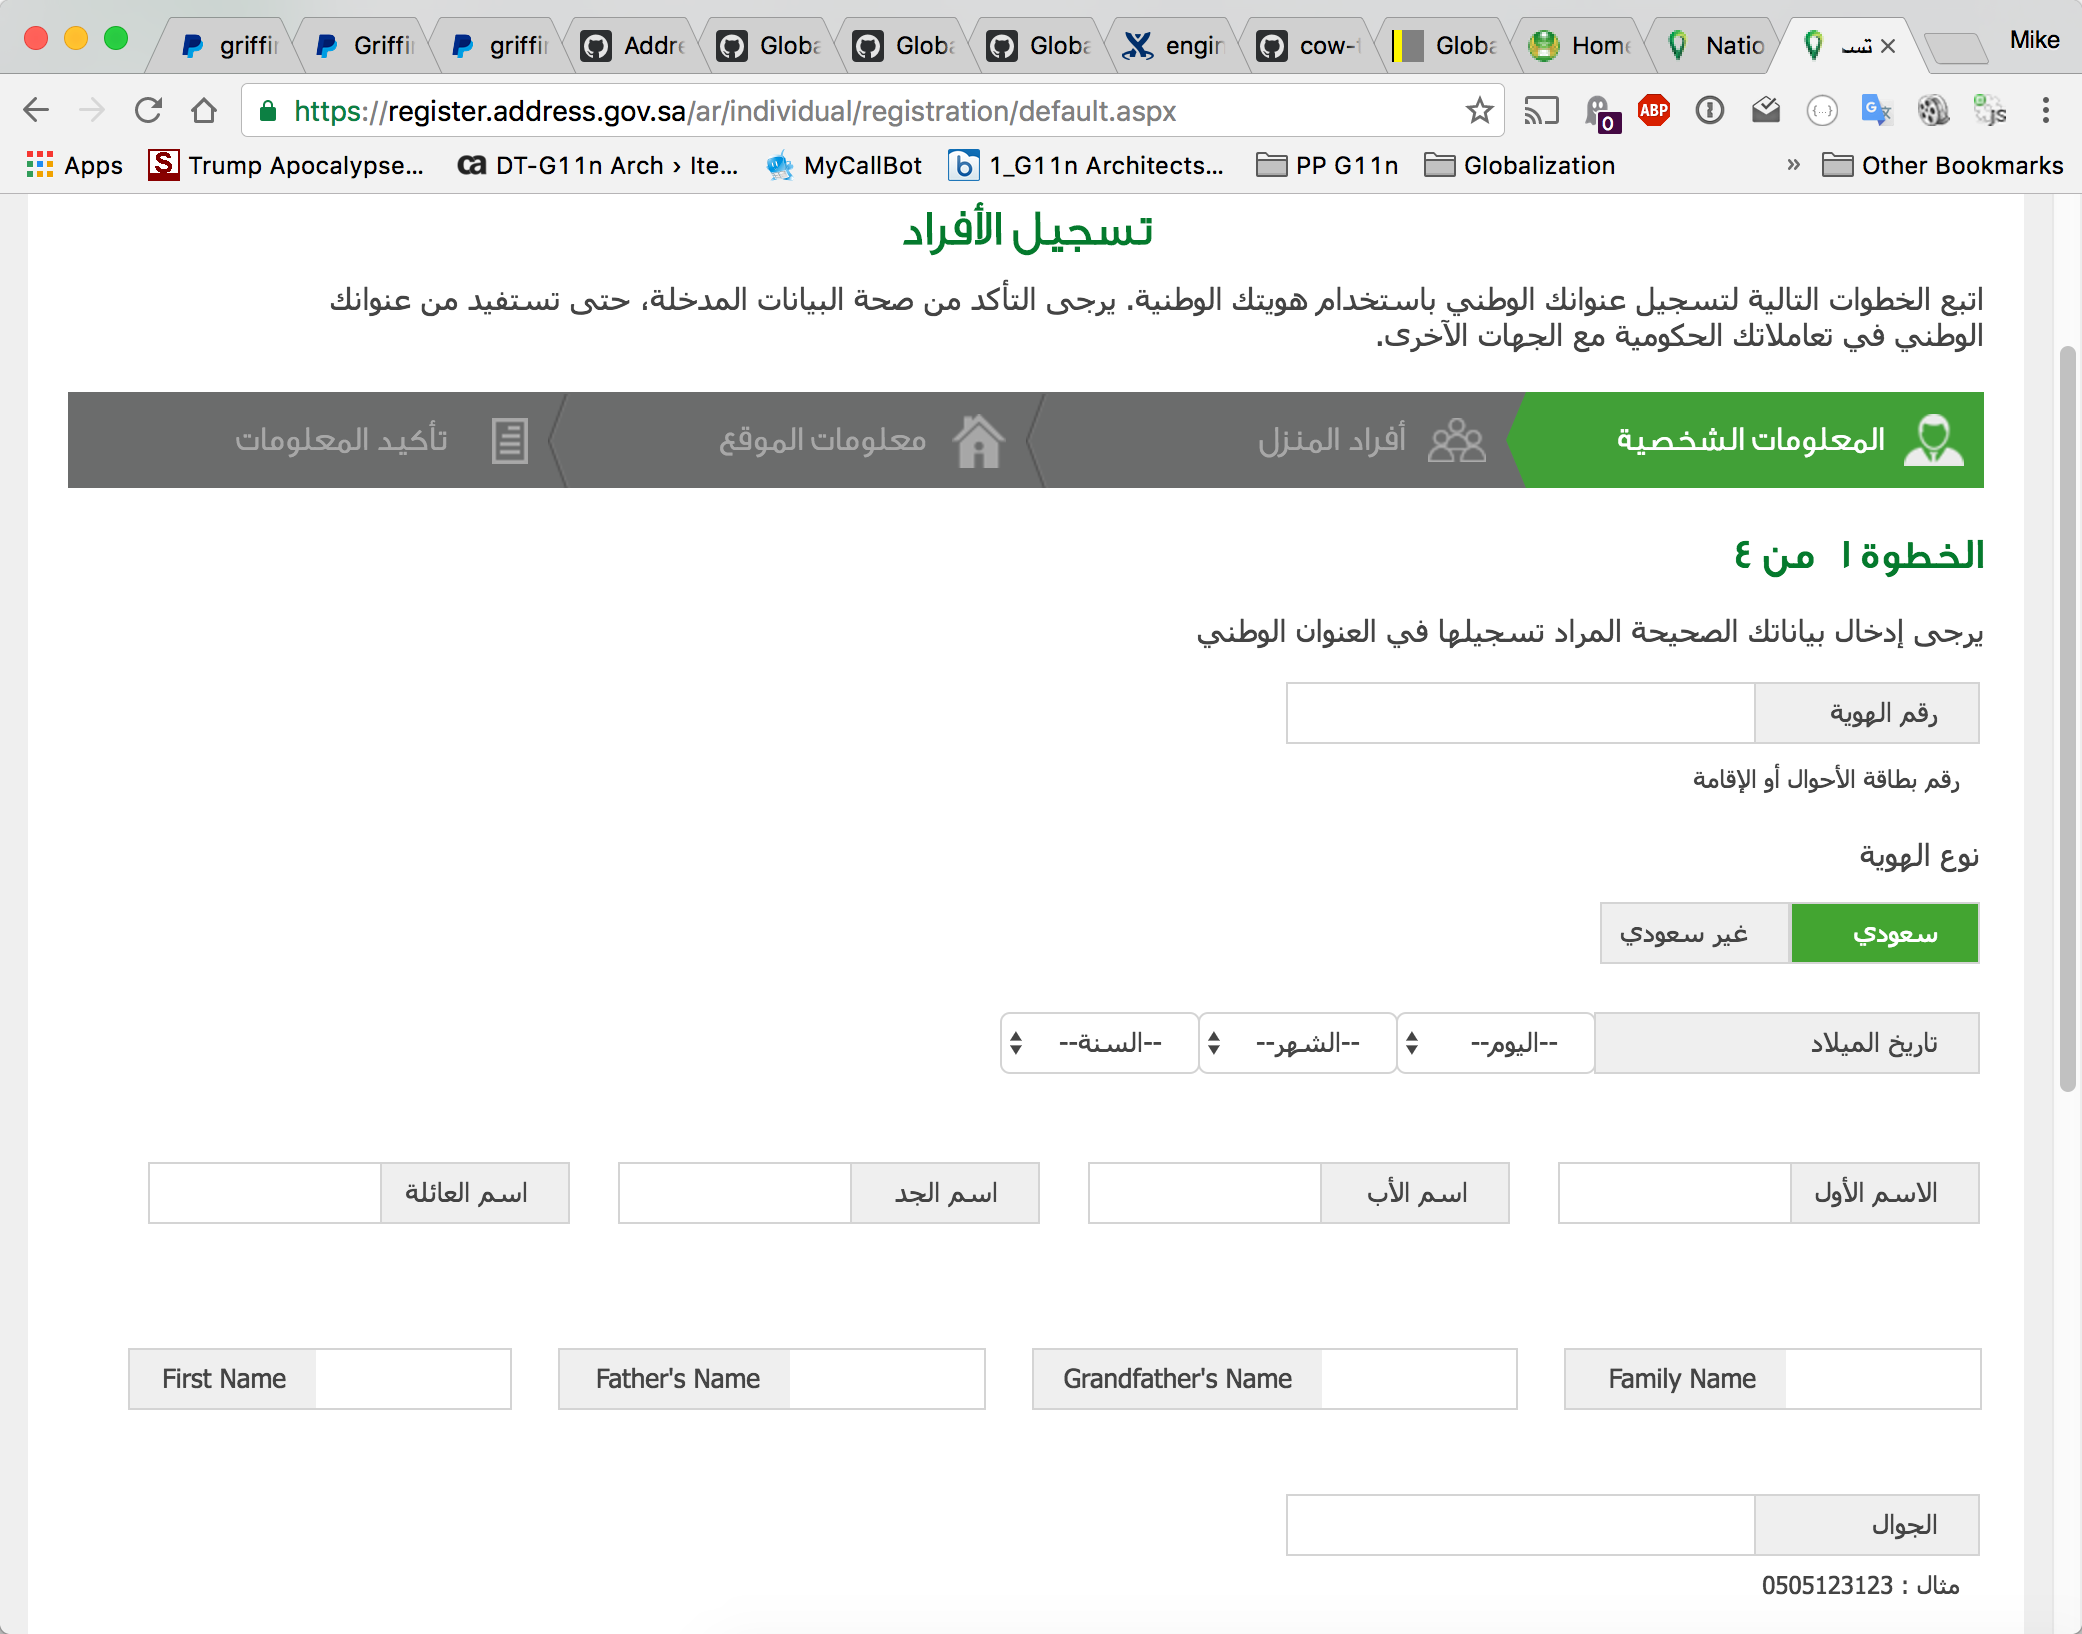 griffin
Griffin
griffin
Addre
Globa
Globa
Globa
engin
cow-t
Globa
Home
Natio
تسـ
Mike
https://register.address.gov.sa/ar/individual/registration/default.aspx
0
ABP
Apps
Trump Apocalypse...
DT-G11n Arch › Ite...
MyCallBot
1_G11n Architects...
PP G11n
Globalization
»
Other Bookmarks
تسجيل الأفراد
اتبع الخطوات التالية لتسجيل عنوانك الوطني باستخدام هويتك الوطنية. يرجى التأكد من صحة البيانات المدخلة، حتى تستفيد من عنوانك
الوطني في تعاملاتك الحكومية مع الجهات الآخرى.
المعلومات الشخصية
أفراد المنزل
معلومات الموقع
تأكيد المعلومات
الخطوة ١ من ٤
يرجى إدخال بياناتك الصحيحة المراد تسجيلها في العنوان الوطني
رقم الهوية
رقم بطاقة الأحوال أو الإقامة
نوع الهوية
سعودي
غير سعودي
تاريخ الميلاد
--اليوم--
--الشهر--
--السنة--
الاسم الأول
اسم الأب
اسم الجد
اسم العائلة
First Name
Father's Name
Grandfather's Name
Family Name
الجوال
مثال : 0505123123